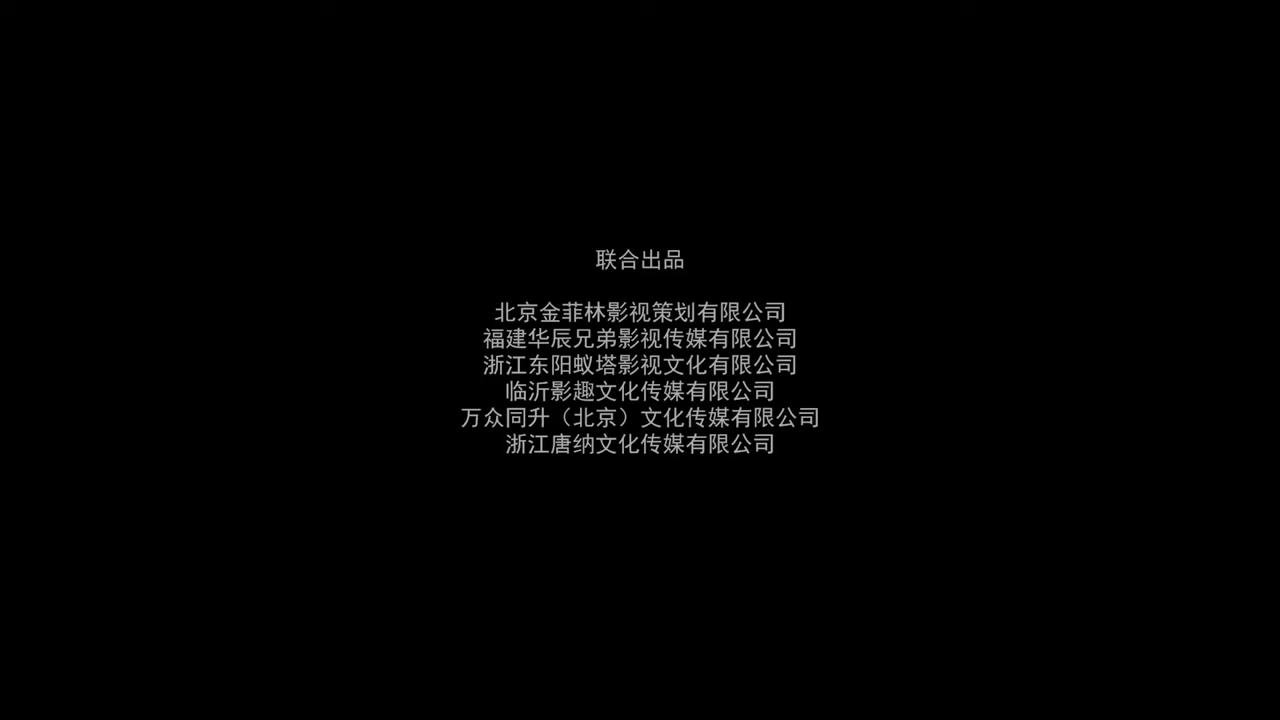 联合出品
北京金菲林影视策划有限公司
福建华辰兄弟影视传媒有限公司
浙江东阳蚁塔影视文化有限公司
临沂影趣文化传媒有限公司
万众同升（北京）文化传媒有限公司
浙江唐纳文化传媒有限公司